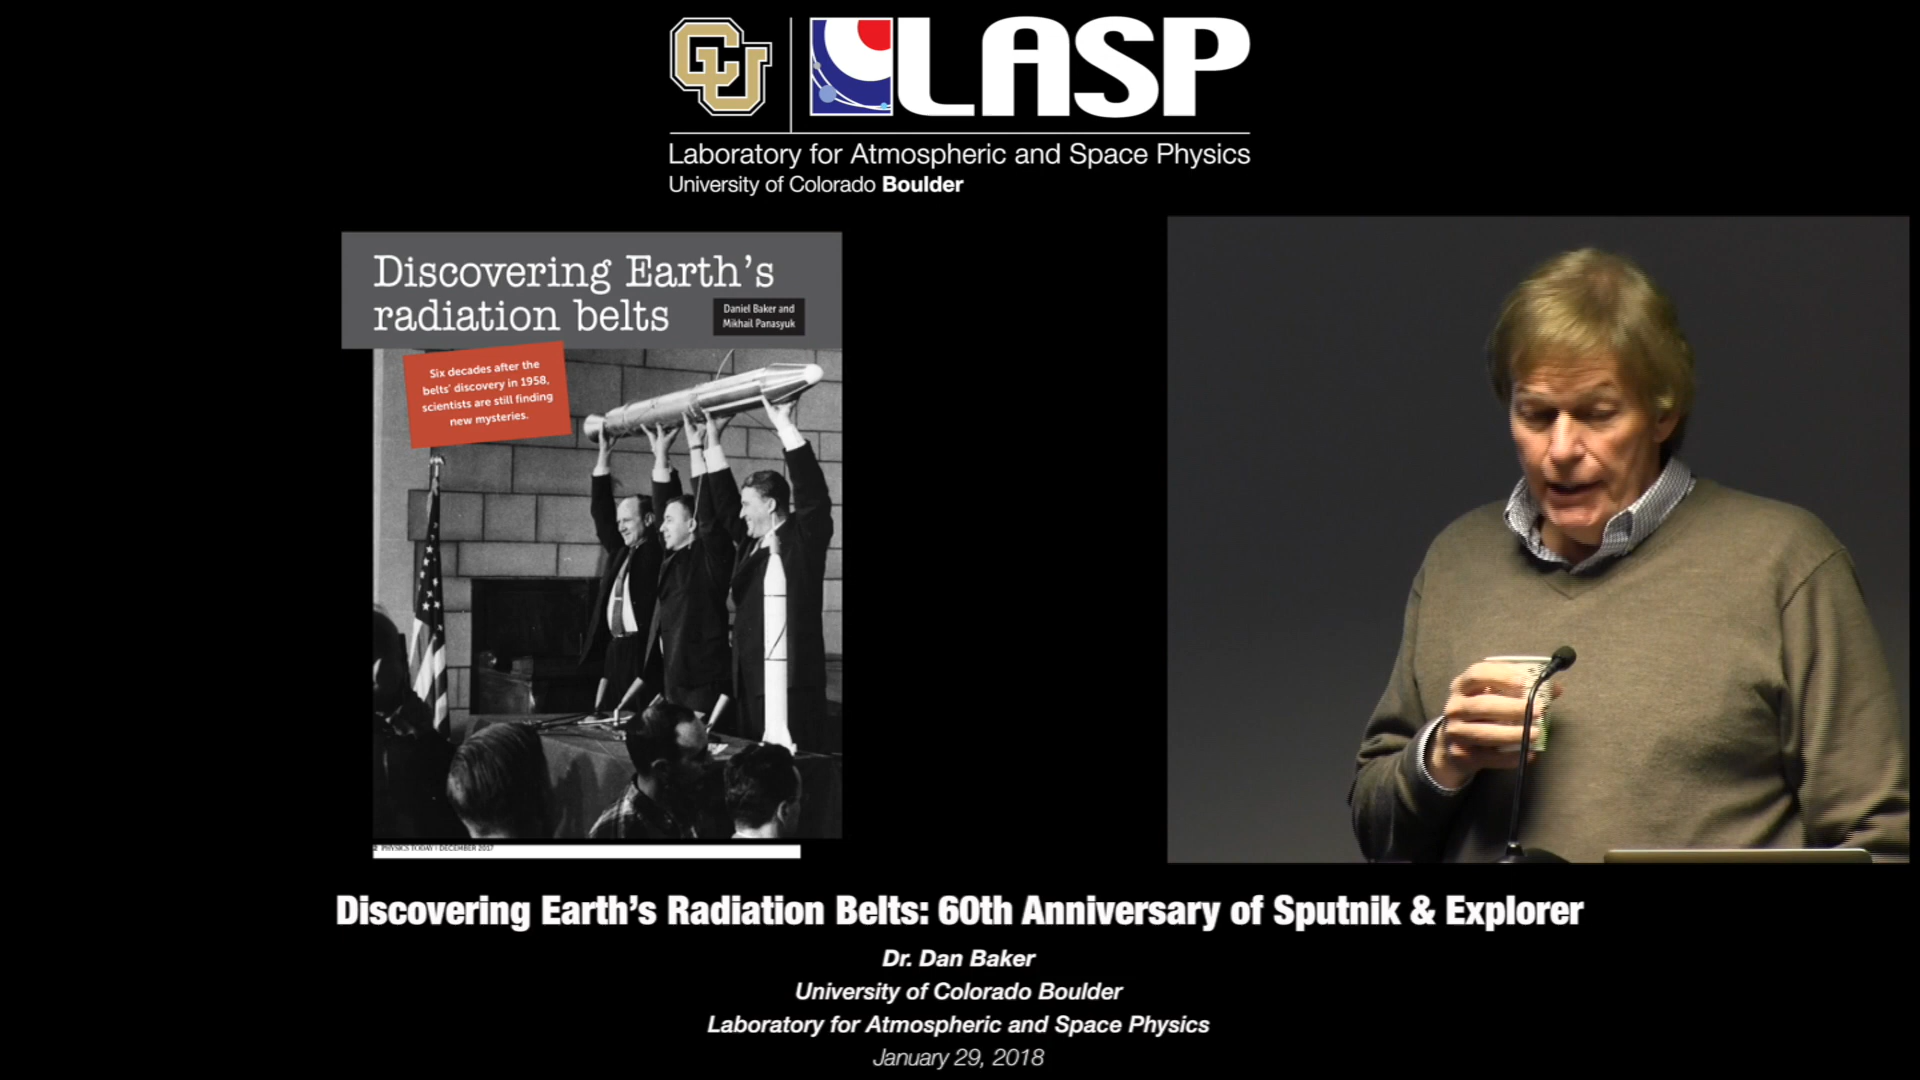 CU
LASP
Laboratory for Atmospheric and Space Physics
University of Colorado Boulder
Discovering Earth's
radiation belts
Daniel Baker and
Mikhail Panasyuk
Six decades after the
belts' discovery in 1958,
scientists are still finding
new mysteries.
PHYSICS TODAY | DECEMBER 2017
Discovering Earth's Radiation Belts: 60th Anniversary of Sputnik & Explorer
Dr. Dan Baker
University of Colorado Boulder
Laboratory for Atmospheric and Space Physics
January 29, 2018